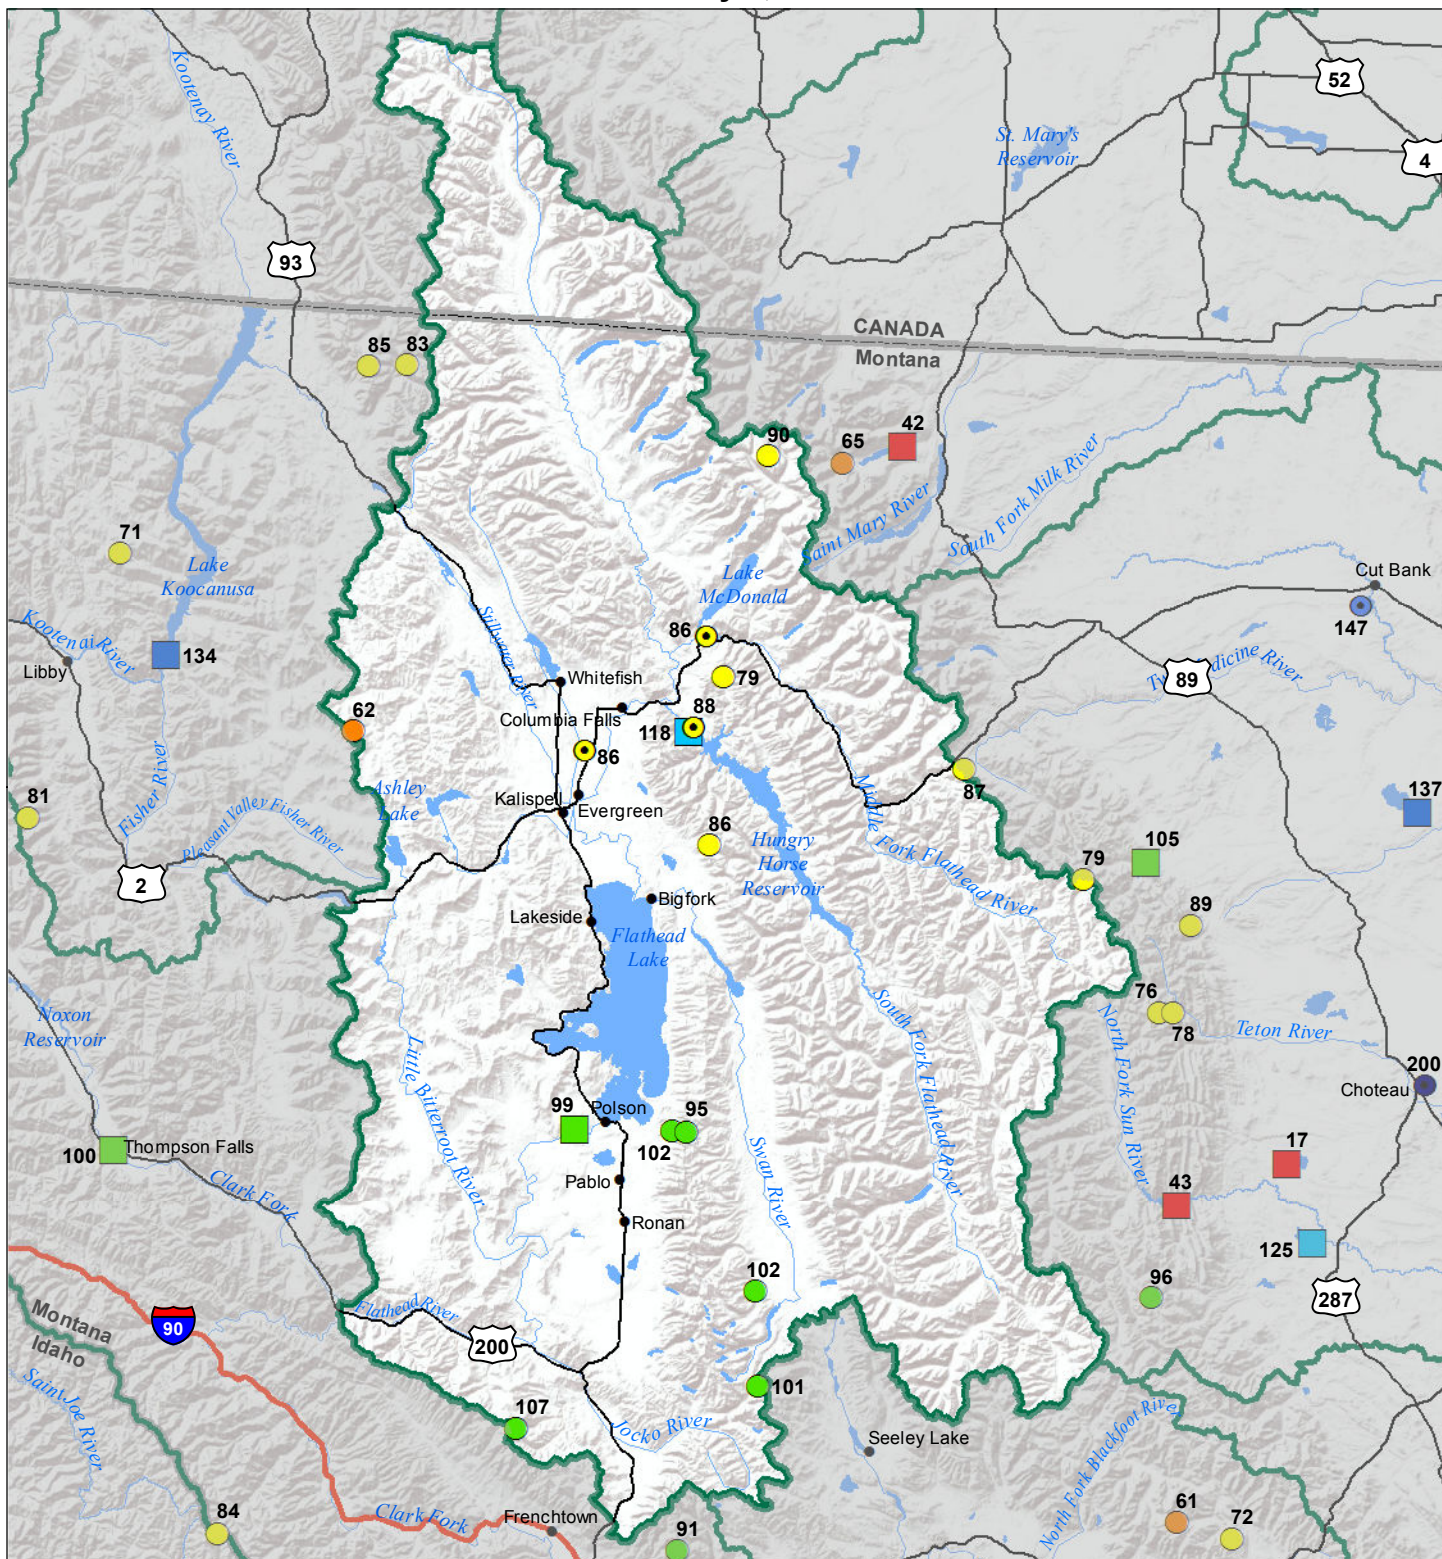 52
4
Kootenay River
St. Mary's
Reservoir
93
CANADA
Montana
85
83
90
65
42
Saint Mary River
South Fork Milk River
71
Lake
Koocanusa
Lake
McDonald
Cut Bank
147
Kootenai River
Libby
134
Stillwater River
Whitefish
86
79
89
Columbia Falls
88
118
86
62
Fisher River
Pleasant Valley Fisher River
81
2
Ashley
Lake
Kalispell
Evergreen
86
Hungry
Horse
Reservoir
Middle Fork Flathead River
87
137
105
79
89
Bigfork
Lakeside
Flathead
Lake
76
78
Teton River
North Fork Sun River
South Fork Flathead River
Noxon
Reservoir
Little Bitterroot River
200
Choteau
99
Polson
95
102
100
Thompson Falls
Clark Fork
Pablo
Ronan
Swan River
17
43
125
102
96
287
Flathead River
200
Montana
Idaho
90
Saint Joe River
101
107
Jocko River
Seeley Lake
North Fork Blackfoot River
84
Clark Fork
Frenchtown
91
61
72